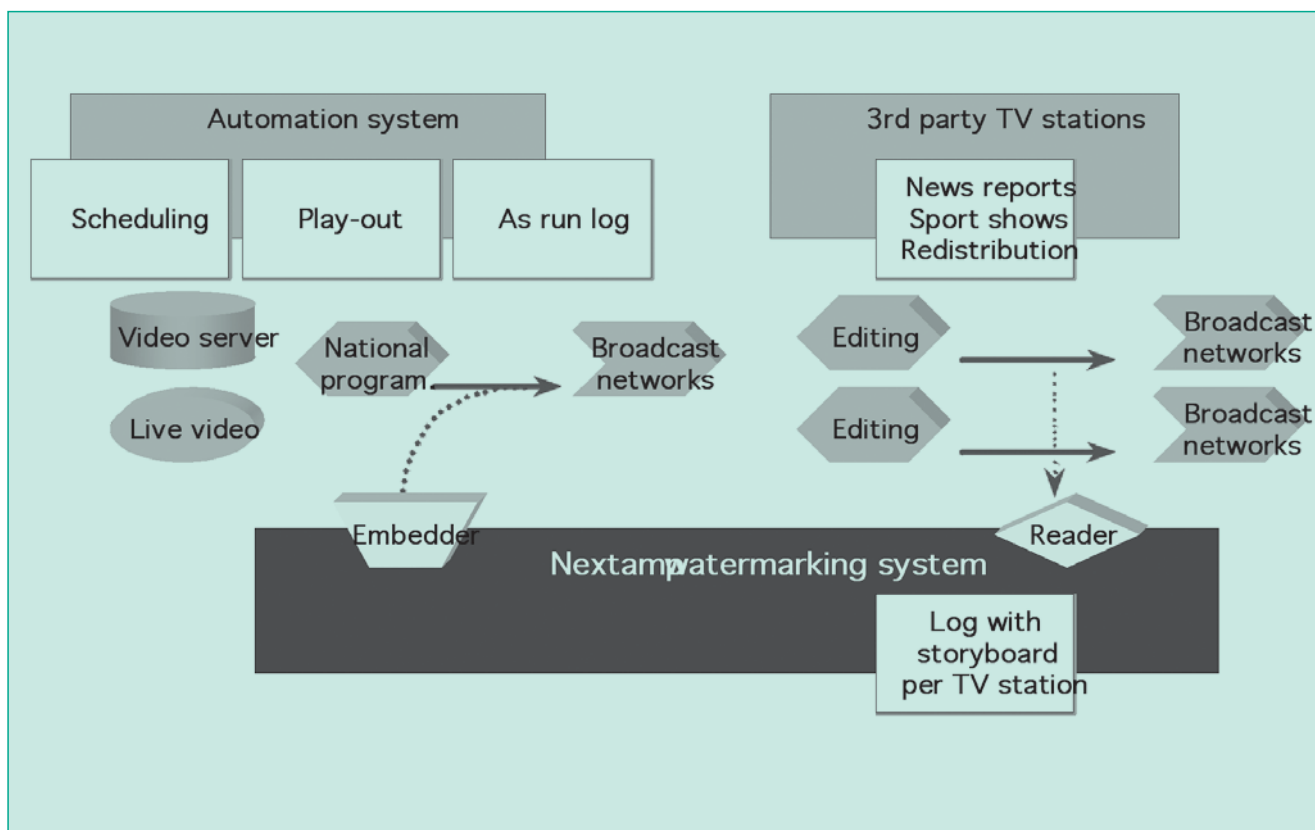 Automation system
Scheduling
Play-out
As run log
Video server
Live video
National
program
Broadcast
networks
Embedder
3rd party TV stations
News reports
Sport shows
Redistribution
Editing
Broadcast
networks
Editing
Broadcast
networks
Reader
Nextamp watermarking system
Log with
storyboard
per TV station